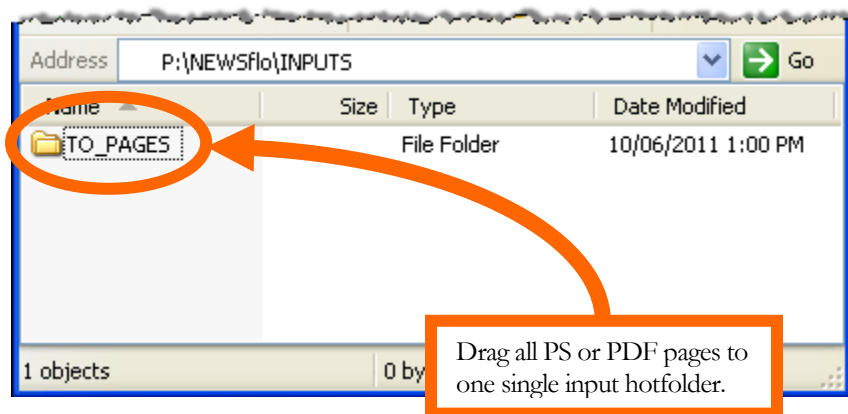 Address P:\NEWSflo\INPUTS Go
Name Size Type Date Modified
TO_PAGES File Folder 10/06/2011 1:00 PM
Drag all PS or PDF pages to
one single input hotfolder.
1 objects 0 by